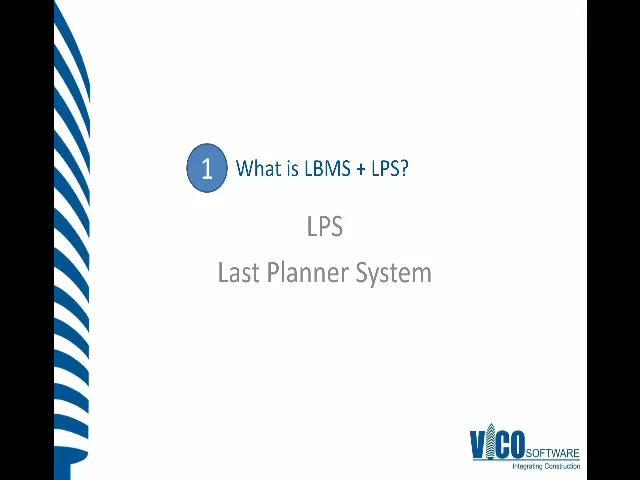 1 What is LBMS + LPS?
LPS
Last Planner System
VICO SOFTWARE
Integrating Construction